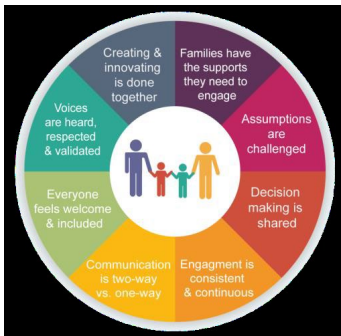 Creating &
innovating
is done
together
Families have
the supports
they need to
engage
Assumptions
are
challenged
Decision
making is
shared
Engagment is
consistent
& continuous
Communication
is two-way
vs. one-way
Everyone
feels welcome
& included
Voices
are heard,
respected
& validated